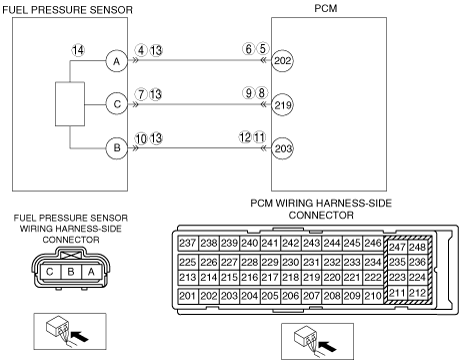 FUEL PRESSURE SENSOR
PCM
14
4 13
6 5
A
202
7 13
9 8
C
219
10 13
12 11
B
203
FUEL PRESSURE SENSOR
WIRING HARNESS-SIDE
CONNECTOR
C B A
PCM WIRING HARNESS-SIDE
CONNECTOR
237 238 239 240 241 242 243 244 245 246 247 248
225 226 227 228 229 230 231 232 233 234 235 236
213 214 215 216 217 218 219 220 221 222 223 224
201 202 203 204 205 206 207 208 209 210 211 212